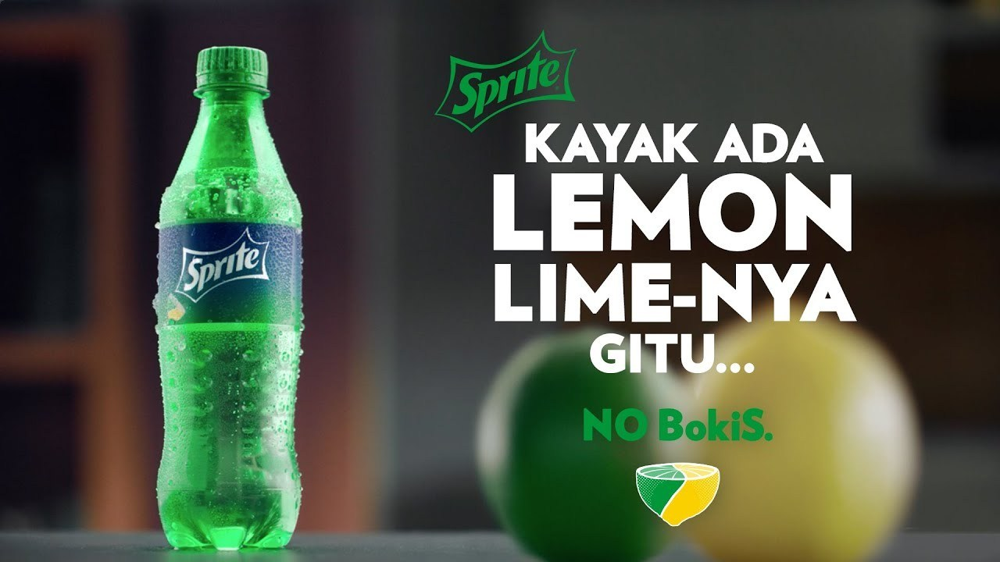 Sprite
KAYAK ADA
LEMON
LIME-NYA
GITU...
NO BokiS.
Sprite